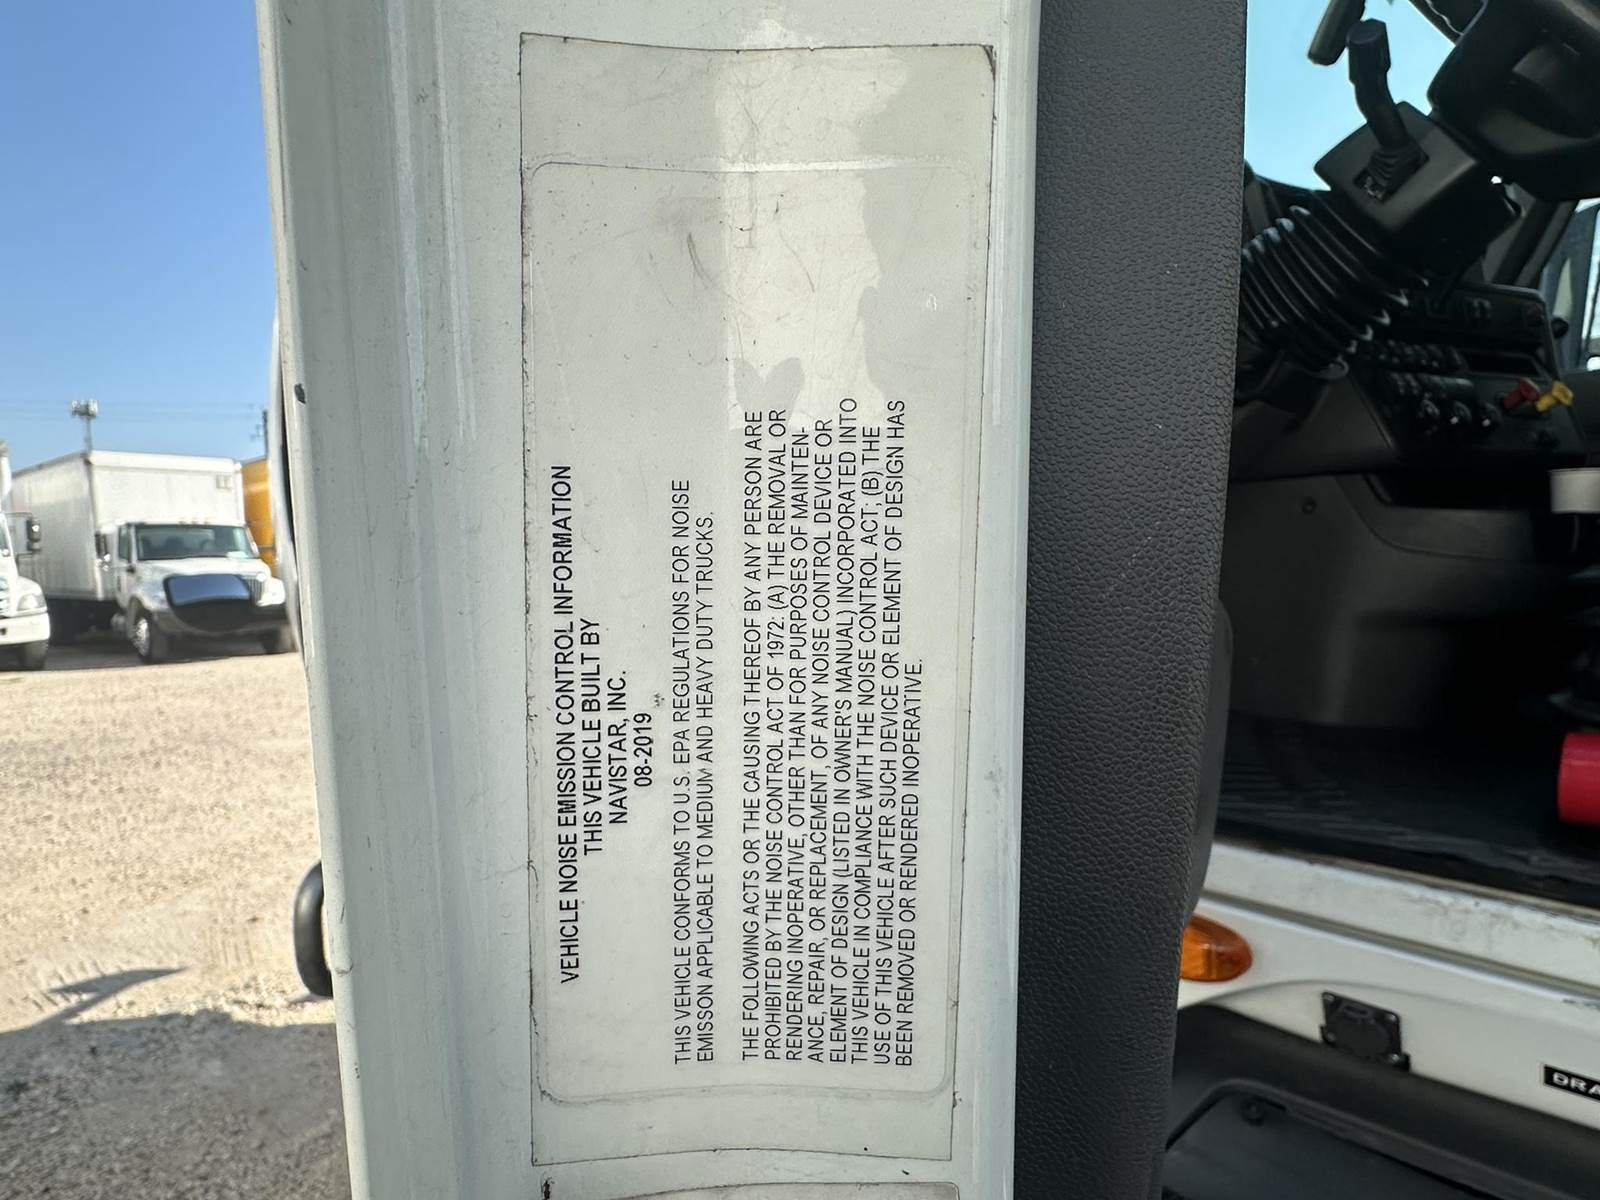 VEHICLE NOISE EMISSION CONTROL INFORMATION
THIS VEHICLE BUILT BY
NAVISTAR, INC.
08-2019
THIS VEHICLE CONFORMS TO U.S. EPA REGULATIONS FOR NOISE
EMISSON APPLICABLE TO MEDIUM AND HEAVY DUTY TRUCKS.
THE FOLLOWING ACTS OR THE CAUSING THEREOF BY ANY PERSON ARE
PROHIBITED BY THE NOISE CONTROL ACT OF 1972: (A) THE REMOVAL OR
RENDERING INOPERATIVE, OTHER THAN FOR PURPOSES OF MAINTEN-
ANCE, REPAIR, OR REPLACEMENT, OF ANY NOISE CONTROL DEVICE OR
ELEMENT OF DESIGN (LISTED IN OWNER'S MANUAL) INCORPORATED INTO
THIS VEHICLE IN COMPLIANCE WITH THE NOISE CONTROL ACT; (B) THE
USE OF THIS VEHICLE AFTER SUCH DEVICE OR ELEMENT OF DESIGN HAS
BEEN REMOVED OR RENDERED INOPERATIVE.
DRA